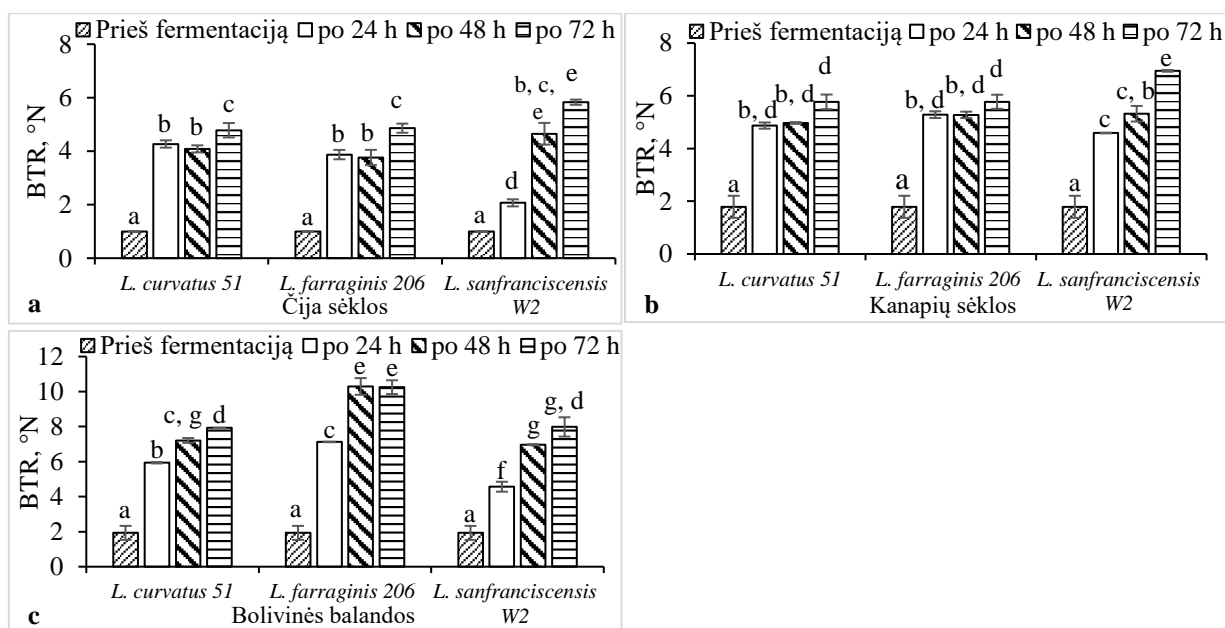 Prieš fermentaciją po 24 h po 48 h po 72 h
BTR, °N
8
6
4
2
0
a b b c
a b b c
a d b, c, e e
L. curvatus 51 L. farraginis 206 L. sanfranciscensis W2
Čija sėklos
a
Prieš fermentaciją po 24 h po 48 h po 72 h
BTR, °N
8
6
4
2
0
a b, d b, d d
a b, d b, d d
a c c, b e
L. curvatus 51 L. farraginis 206 L. sanfranciscensis W2
Kanapių sėklos
b
Prieš fermentaciją po 24 h po 48 h po 72 h
BTR, °N
12
10
8
6
4
2
0
a b c, g d
a c e e
a f g g, d
L. curvatus 51 L. farraginis 206 L. sanfranciscensis W2
Bolivinės balandos
c